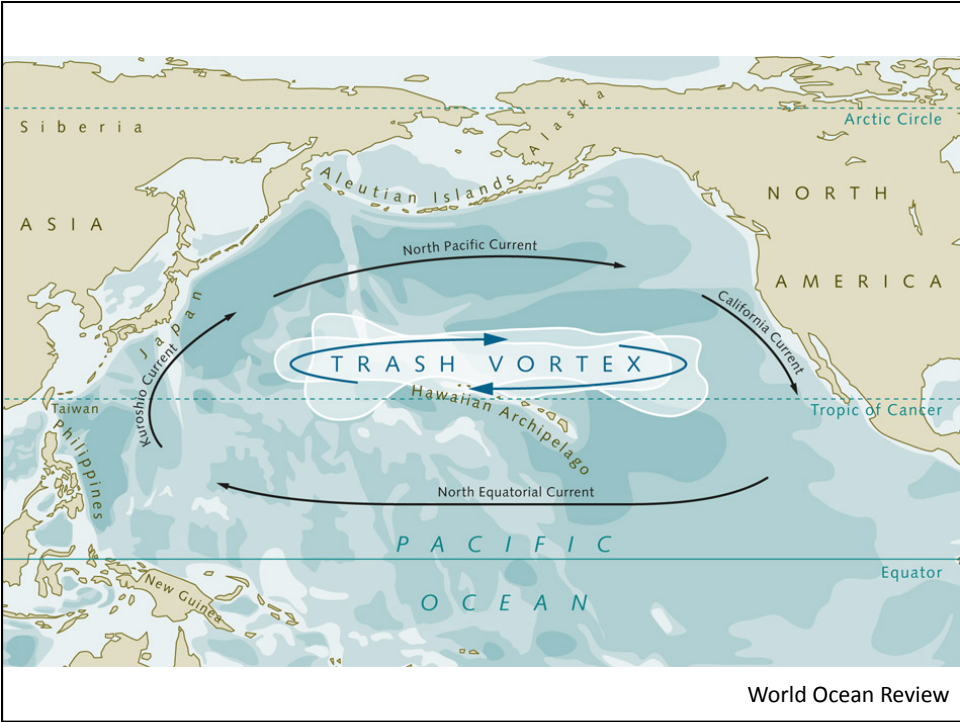 Arctic Circle
Siberia
Alaska
Aleutian Islands
NORTH
ASIA
North Pacific Current
AMERICA
California Current
Japan
Kuroshio Current
TRASH VORTEX
Hawaiian Archipelago
Taiwan
Tropic of Cancer
Philippines
North Equatorial Current
PACIFIC
Equator
New Guinea
OCEAN
World Ocean Review